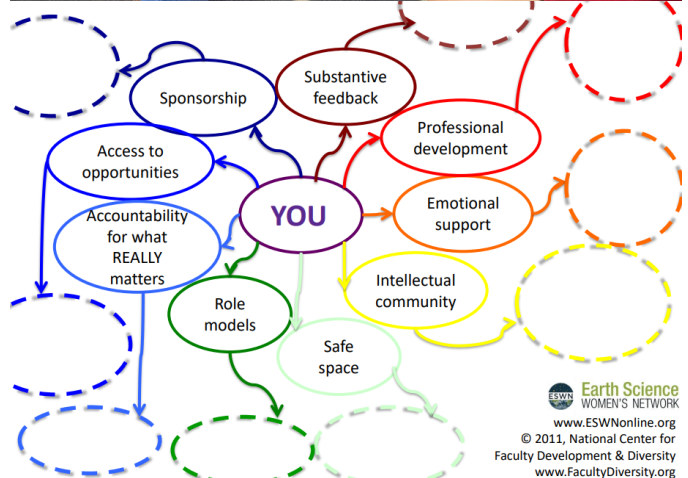 Substantive
feedback
Sponsorship
Professional
development
Access to
opportunities
YOU
Emotional
support
Accountability
for what
REALLY
matters
Intellectual
community
Role
models
Safe
space
ESWN
Earth Science
WOMEN'S NETWORK
www.ESWNonline.org
© 2011, National Center for
Faculty Development & Diversity
www.FacultyDiversity.org